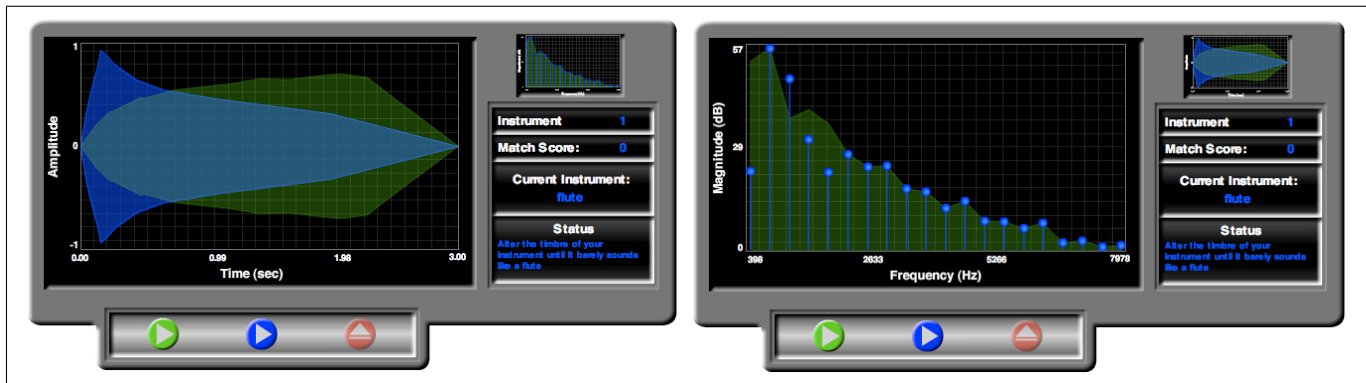 1
0
-1
Amplitude
0.00 0.99 1.98 3.00
Time (sec)
Instrument 1
Match Score: 0
Current Instrument:
flute
Status
Alter the timbre of your
instrument until it barely sounds
like a flute
57
29
0
Magnitude (dB)
398 2633 5266 7978
Frequency (Hz)
Instrument 1
Match Score: 0
Current Instrument:
flute
Status
Alter the timbre of your
instrument until it barely sounds
like a flute